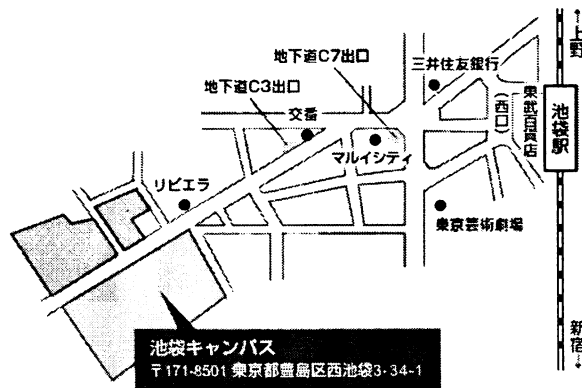 ↑上野
三井住友銀行
地下道C7出口
地下道C3出口
交番
東武百貨店
(西口)
池袋駅
マルイシティ
リビエラ
東京芸術劇場
新宿↓
池袋キャンパス
〒171-8501 東京都豊島区西池袋3-34-1